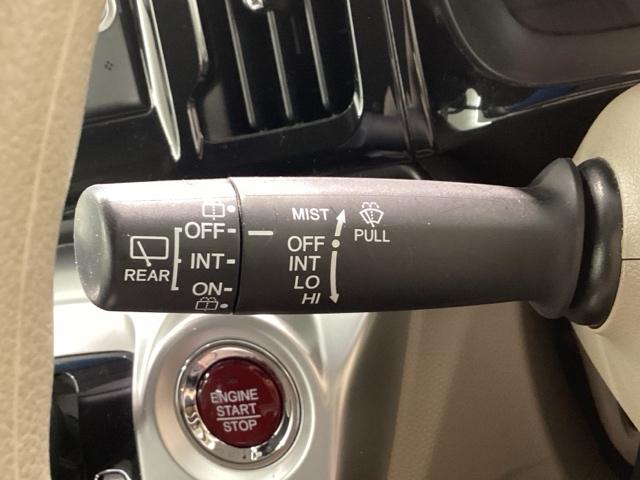 OFF
INT
ON
REAR
MIST
PULL
OFF
INT
LO
HI
ENGINE
START
STOP